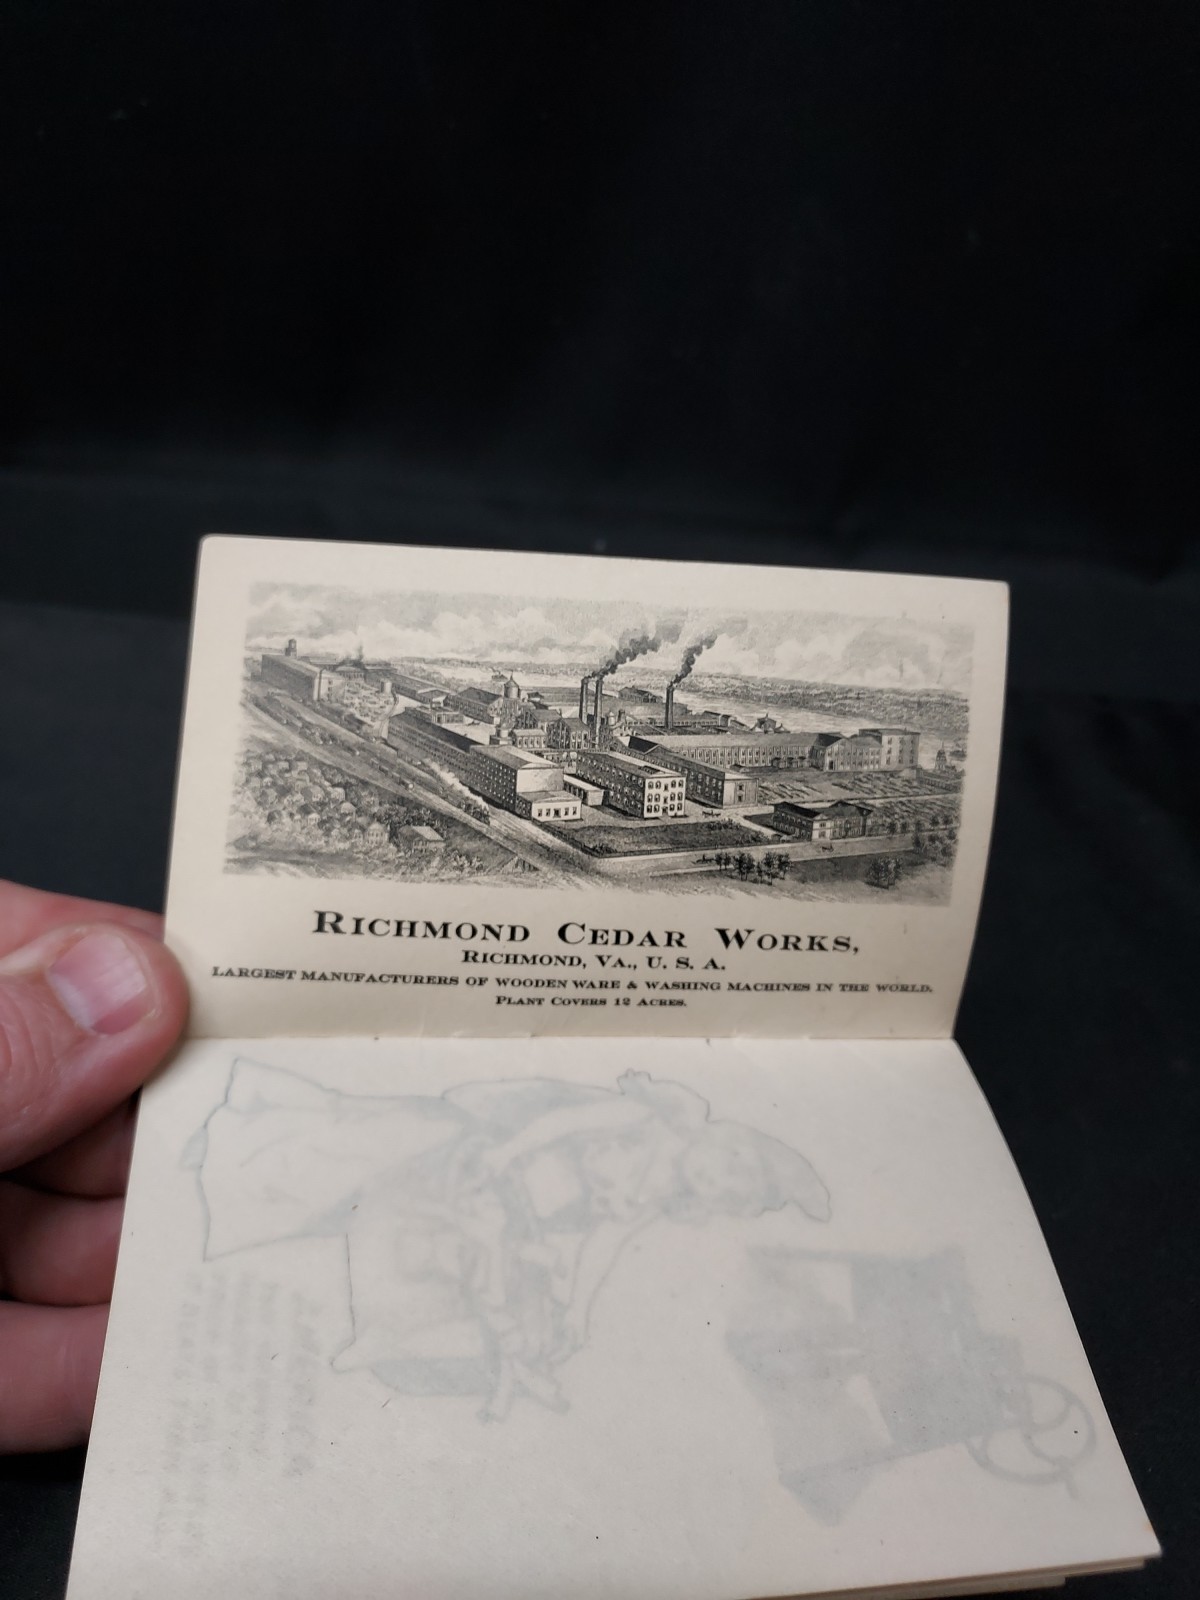 RICHMOND CEDAR WORKS,
RICHMOND, VA., U. S. A.
LARGEST MANUFACTURERS OF WOODEN WARE & WASHING MACHINES IN THE WORLD.
PLANT COVERS 12 ACRES.